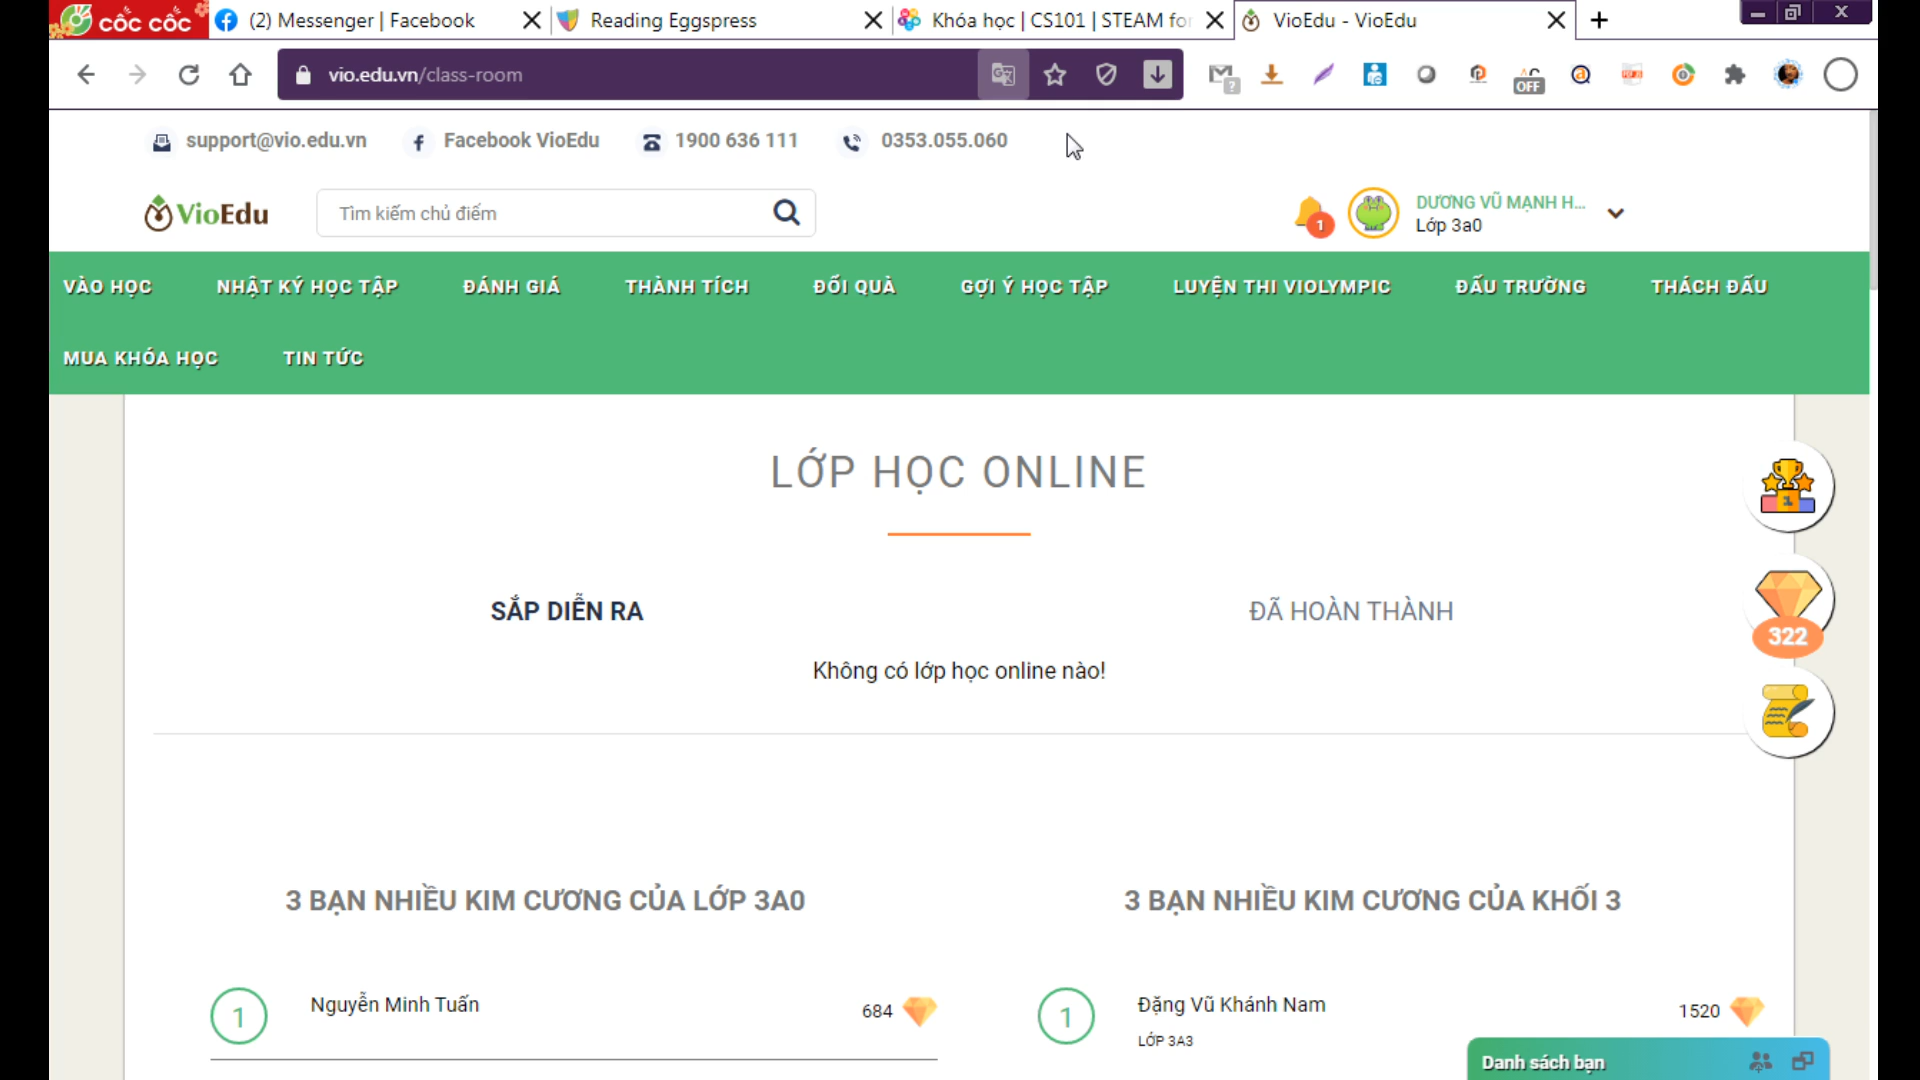 cốc cốc
(2) Messenger | Facebook
Reading Eggspress
Khóa học | CS101 | STEAM for
VioEdu - VioEdu
vio.edu.vn/class-room
OFF
support@vio.edu.vn
Facebook VioEdu
1900 636 111
0353.055.060
VioEdu
Tìm kiếm chủ điểm
1
DƯƠNG VŨ MẠNH H...
Lớp 3a0
VÀO HỌC
NHẬT KÝ HỌC TẬP
ĐÁNH GIÁ
THÀNH TÍCH
ĐỔI QUÀ
GỢI Ý HỌC TẬP
LUYỆN THI VIOLYMPIC
ĐẤU TRƯỜNG
THÁCH ĐẤU
MUA KHÓA HỌC
TIN TỨC
LỚP HỌC ONLINE
SẮP DIỄN RA
ĐÃ HOÀN THÀNH
322
Không có lớp học online nào!
3 BẠN NHIỀU KIM CƯƠNG CỦA LỚP 3A0
3 BẠN NHIỀU KIM CƯƠNG CỦA KHỐI 3
1
Nguyễn Minh Tuấn
684
1
Đặng Vũ Khánh Nam
1520
LỚP 3A3
Danh sách bạn